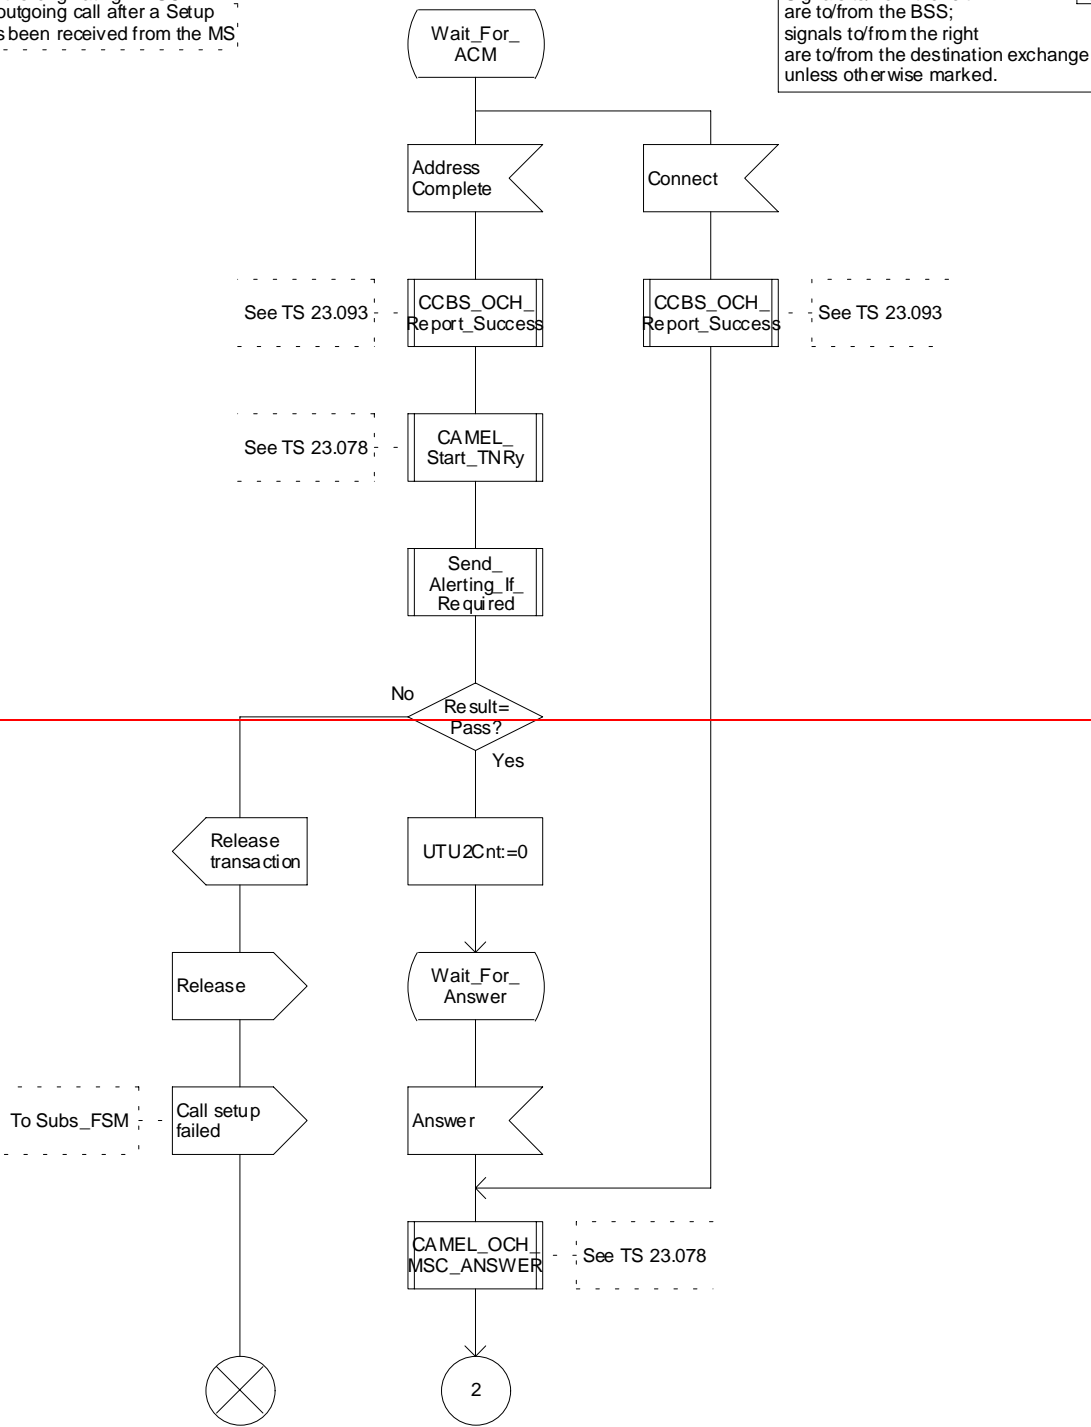 outgoing call after a Setup
been received from the MS
are to/from the BSS;
signals to/from the right
are to/from the destination exchange
unless otherwise marked.
Wait_For_
ACM
Address
Complete
Connect
See TS 23.093
CCBS_OCH_
Report_Success
CCBS_OCH_
Report_Success
See TS 23.093
See TS 23.078
CAMEL_
Start_TNRy
Send_
Alerting_If_
Required
No
Result=
Pass?
Yes
Release
transaction
UTU2Cnt:=0
Release
Wait_For_
Answer
To Subs_FSM
Call setup
failed
Answer
CAMEL_OCH_
MSC_ANSWER
See TS 23.078
2